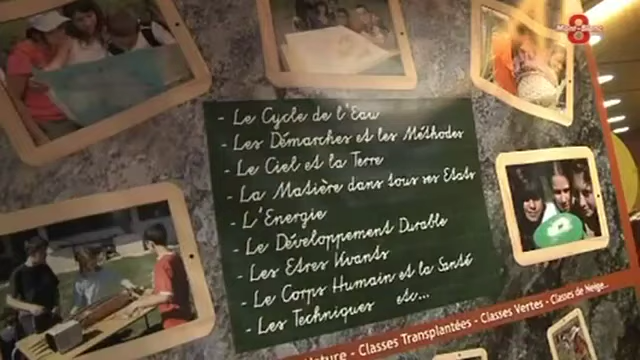 8
- Le Cycle de l'Eau
- Les Démarches et les Méthodes
- Le Ciel et la Terre
- La Matière dans tous ses Etats
- L'Energie
- Le Développement Durable
- Les Etres Vivants
- Le Corps Humain et la Santé
- Les Techniques etc...
Nature - Classes Transplantées - Classes Vertes - Classes de Neige...